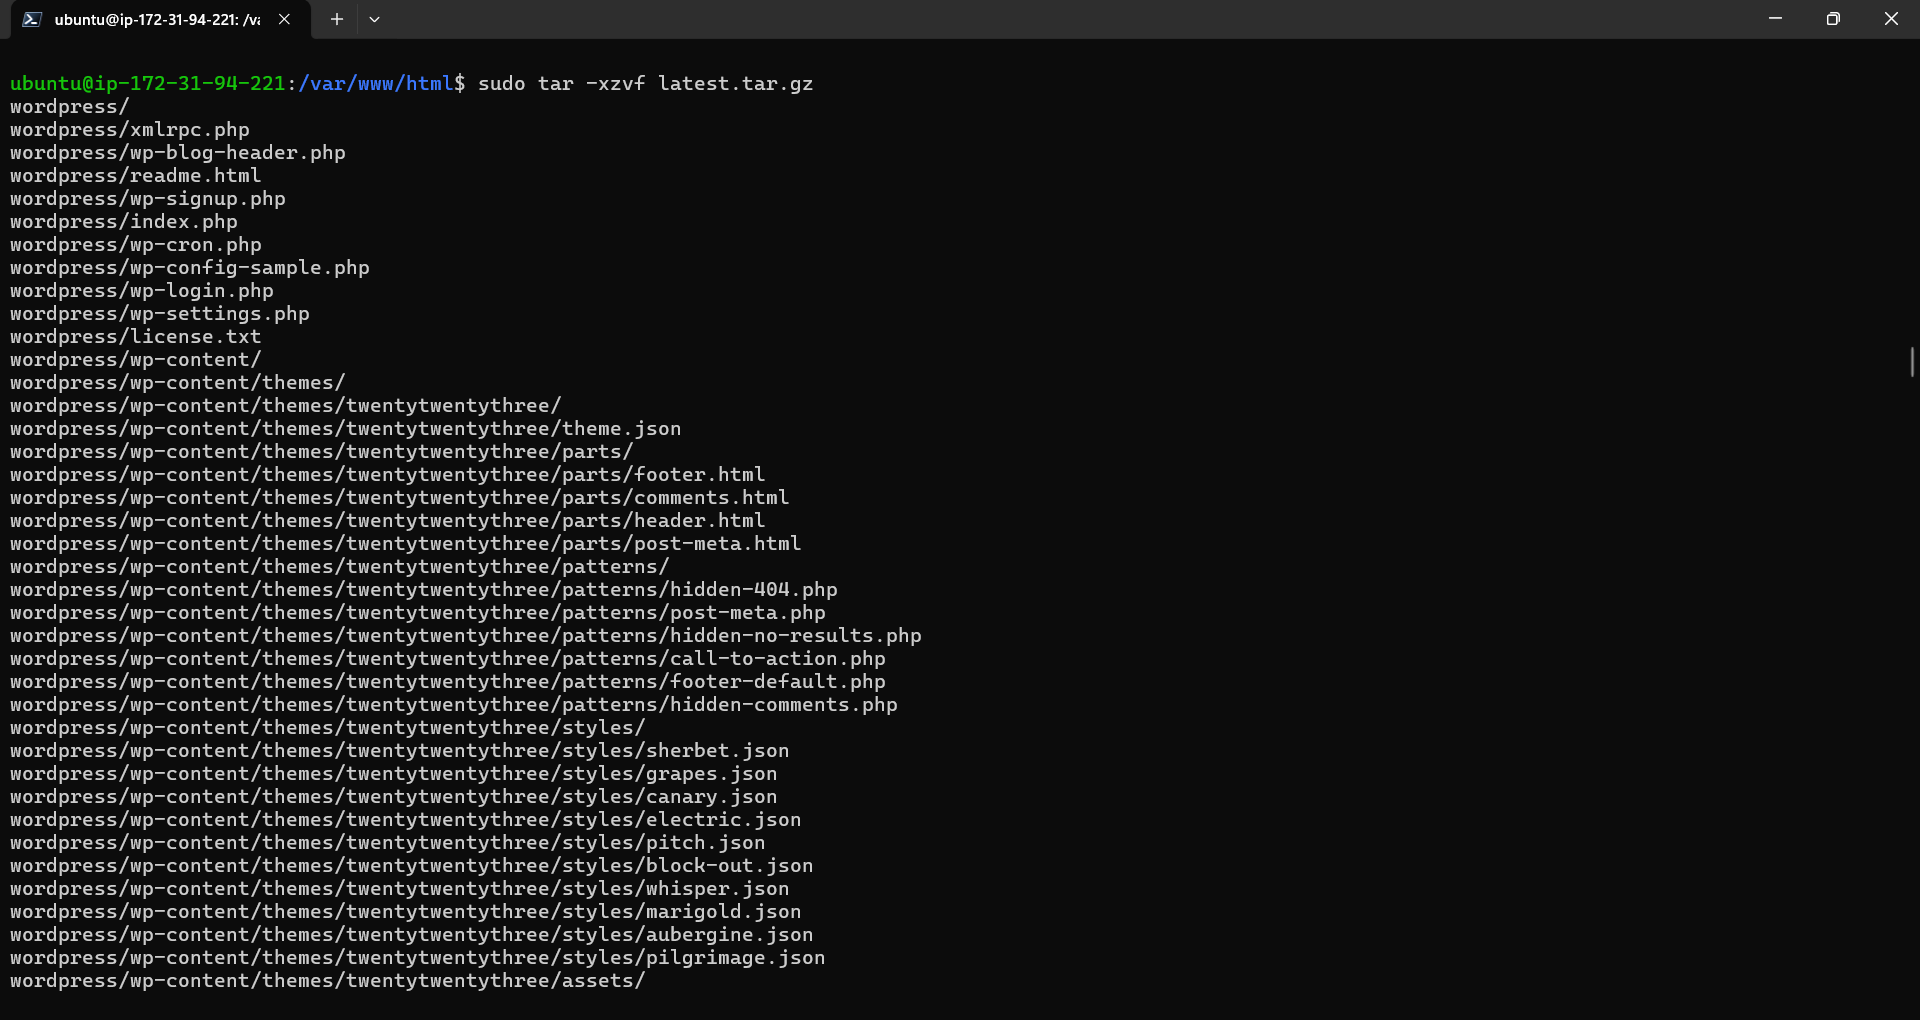 ubuntu@ip-172-31-94-221: /va
ubuntu@ip-172-31-94-221:/var/www/html$ sudo tar -xzvf latest.tar.gz
wordpress/
wordpress/xmlrpc.php
wordpress/wp-blog-header.php
wordpress/readme.html
wordpress/wp-signup.php
wordpress/index.php
wordpress/wp-cron.php
wordpress/wp-config-sample.php
wordpress/wp-login.php
wordpress/wp-settings.php
wordpress/license.txt
wordpress/wp-content/
wordpress/wp-content/themes/
wordpress/wp-content/themes/twentytwentythree/
wordpress/wp-content/themes/twentytwentythree/theme.json
wordpress/wp-content/themes/twentytwentythree/parts/
wordpress/wp-content/themes/twentytwentythree/parts/footer.html
wordpress/wp-content/themes/twentytwentythree/parts/comments.html
wordpress/wp-content/themes/twentytwentythree/parts/header.html
wordpress/wp-content/themes/twentytwentythree/parts/post-meta.html
wordpress/wp-content/themes/twentytwentythree/patterns/
wordpress/wp-content/themes/twentytwentythree/patterns/hidden-404.php
wordpress/wp-content/themes/twentytwentythree/patterns/post-meta.php
wordpress/wp-content/themes/twentytwentythree/patterns/hidden-no-results.php
wordpress/wp-content/themes/twentytwentythree/patterns/call-to-action.php
wordpress/wp-content/themes/twentytwentythree/patterns/footer-default.php
wordpress/wp-content/themes/twentytwentythree/patterns/hidden-comments.php
wordpress/wp-content/themes/twentytwentythree/styles/
wordpress/wp-content/themes/twentytwentythree/styles/sherbet.json
wordpress/wp-content/themes/twentytwentythree/styles/grapes.json
wordpress/wp-content/themes/twentytwentythree/styles/canary.json
wordpress/wp-content/themes/twentytwentythree/styles/electric.json
wordpress/wp-content/themes/twentytwentythree/styles/pitch.json
wordpress/wp-content/themes/twentytwentythree/styles/block-out.json
wordpress/wp-content/themes/twentytwentythree/styles/whisper.json
wordpress/wp-content/themes/twentytwentythree/styles/marigold.json
wordpress/wp-content/themes/twentytwentythree/styles/aubergine.json
wordpress/wp-content/themes/twentytwentythree/styles/pilgrimage.json
wordpress/wp-content/themes/twentytwentythree/assets/